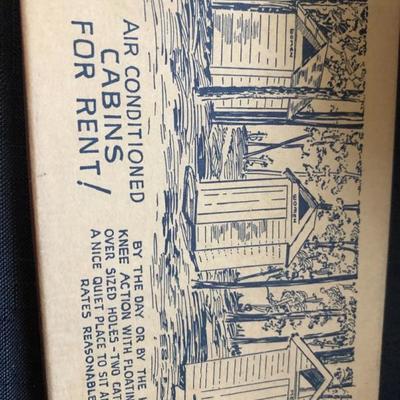 AIR CONDITIONED
CABINS
FOR RENT!
BY THE DAY OR BY THE
KNEE ACTION WITH FLOATIN
OVER SIZED HOLES - TWO CAT
A NICE QUIET PLACE TO SIT A
RATES REASONABLE